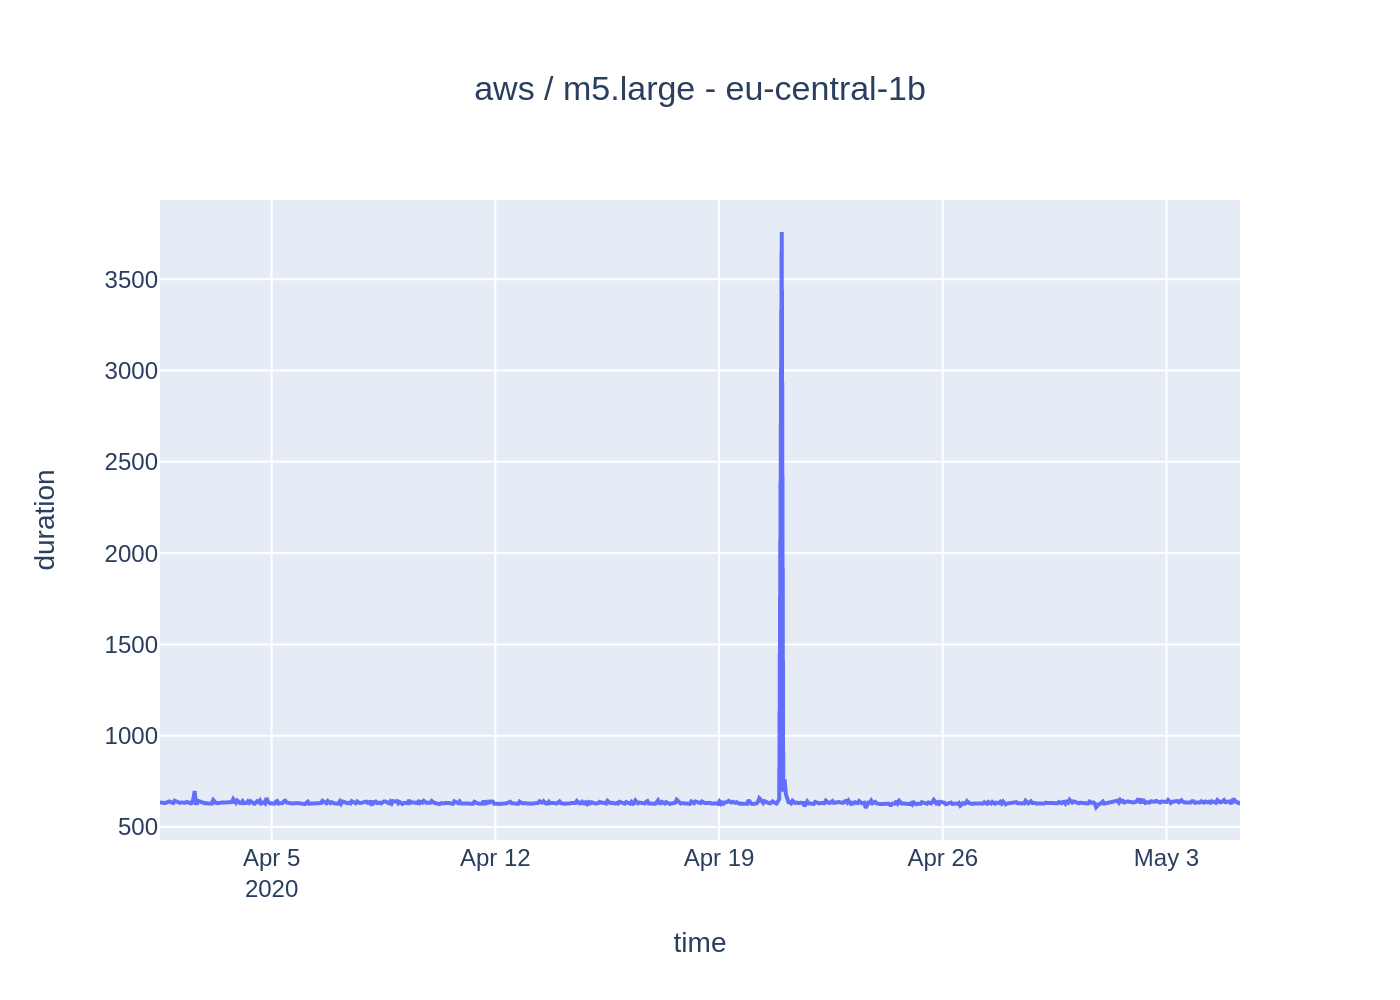 aws / m5.large - eu-central-1b
3500
3000
2500
2000
1500
1000
500
duration
Apr 5
2020
Apr 12
Apr 19
Apr 26
May 3
time